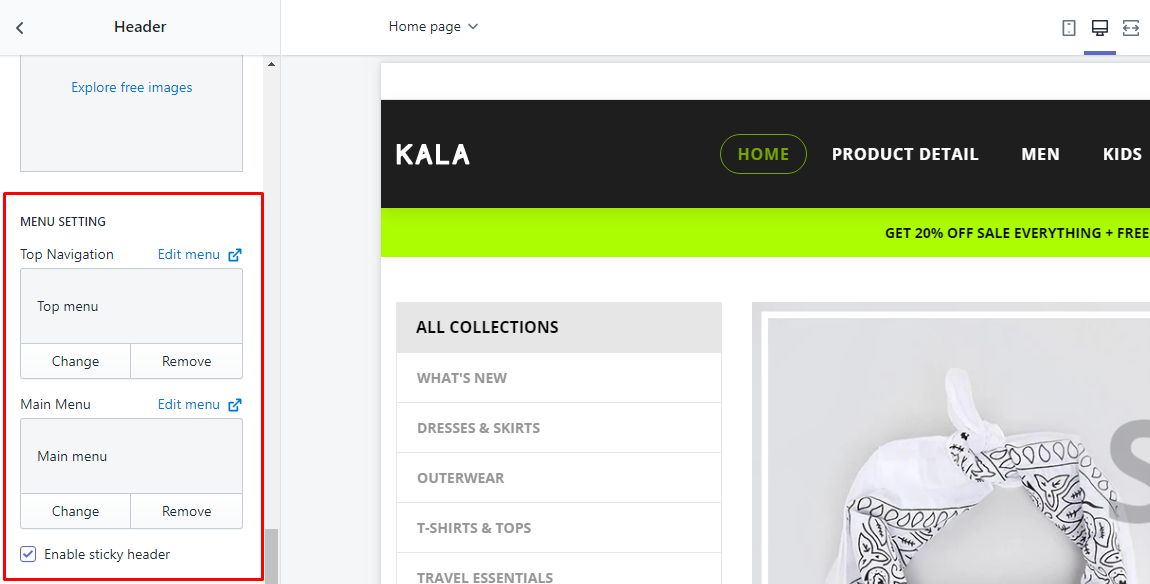 Header
Home page
Explore free images
MENU SETTING
Top Navigation Edit menu
Top menu
Change Remove
Main Menu Edit menu
Main menu
Change Remove
Enable sticky header
KALA
HOME PRODUCT DETAIL MEN KIDS
GET 20% OFF SALE EVERYTHING + FREE
ALL COLLECTIONS
WHAT'S NEW
DRESSES & SKIRTS
OUTERWEAR
T-SHIRTS & TOPS
TRAVEL ESSENTIALS
S